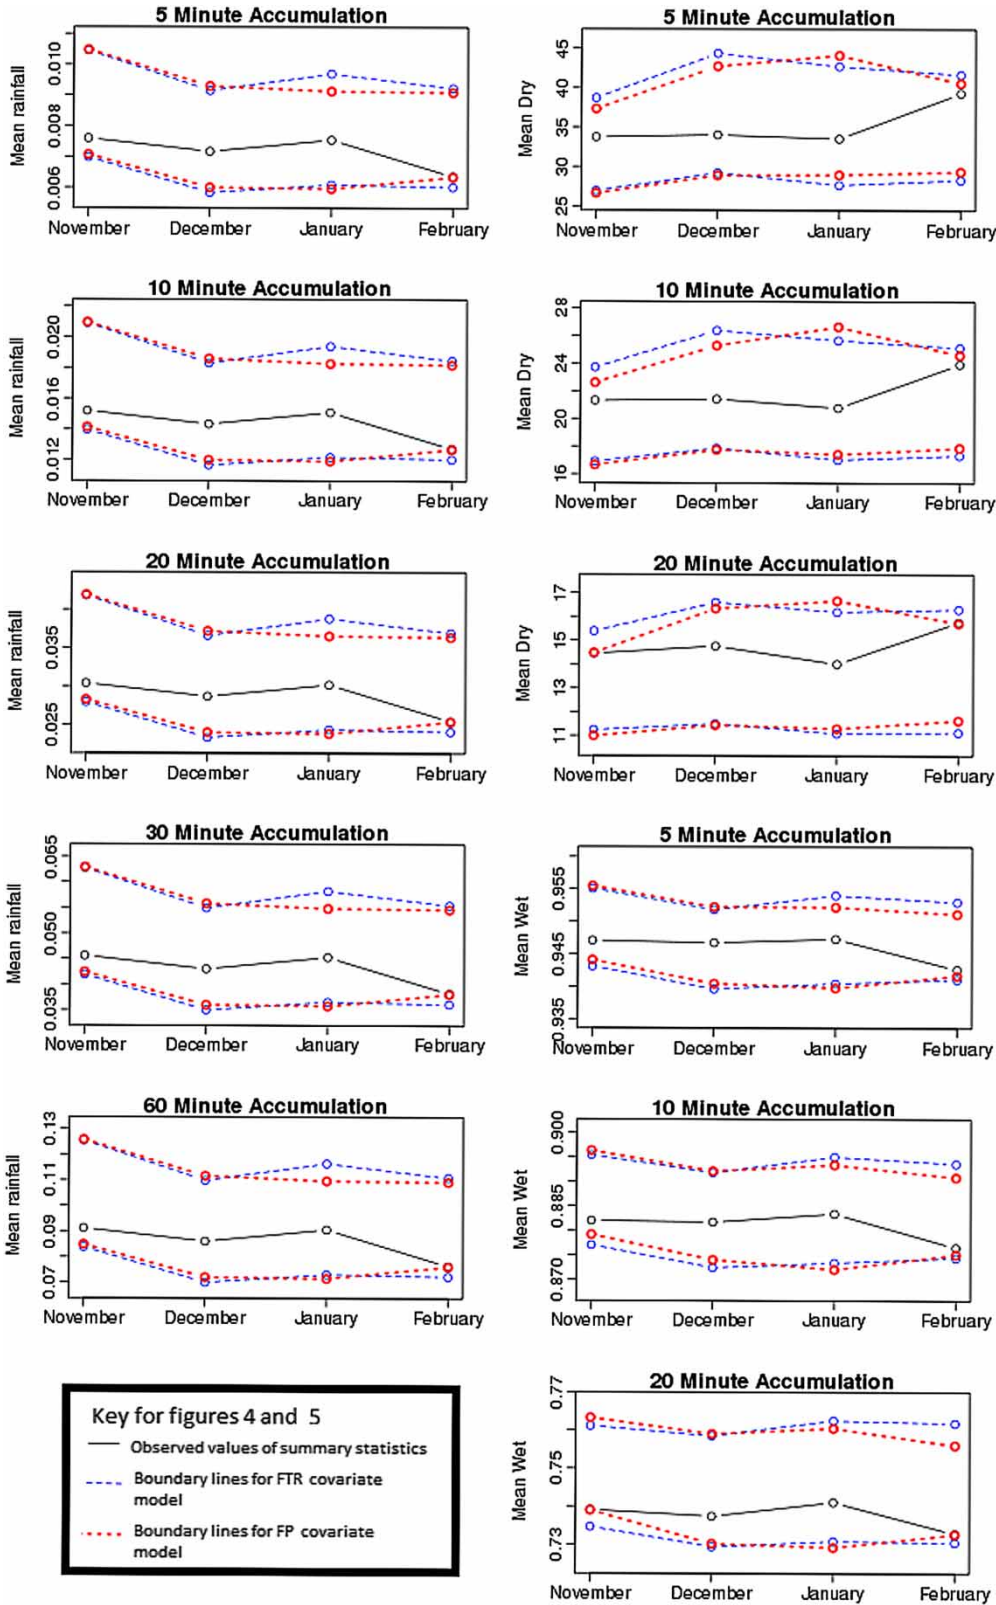 5 Minute Accumulation
Mean rainfall
0.010
0.008
0.006
November December January February
5 Minute Accumulation
Mean Dry
45
40
35
30
25
November December January February
10 Minute Accumulation
Mean rainfall
0.020
0.016
0.012
November December January February
10 Minute Accumulation
Mean Dry
28
24
20
16
November December January February
20 Minute Accumulation
Mean rainfall
0.035
0.025
November December January February
20 Minute Accumulation
Mean Dry
17
15
13
11
November December January February
30 Minute Accumulation
Mean rainfall
0.065
0.050
0.035
November December January February
5 Minute Accumulation
Mean Wet
0.955
0.945
0.935
November December January February
60 Minute Accumulation
Mean rainfall
0.13
0.11
0.09
0.07
November December January February
10 Minute Accumulation
Mean Wet
0.900
0.885
0.870
November December January February
Key for figures 4 and 5
Observed values of summary statistics
Boundary lines for FTR covariate
model
Boundary lines for FP covariate
model
20 Minute Accumulation
Mean Wet
0.77
0.75
0.73
November December January February